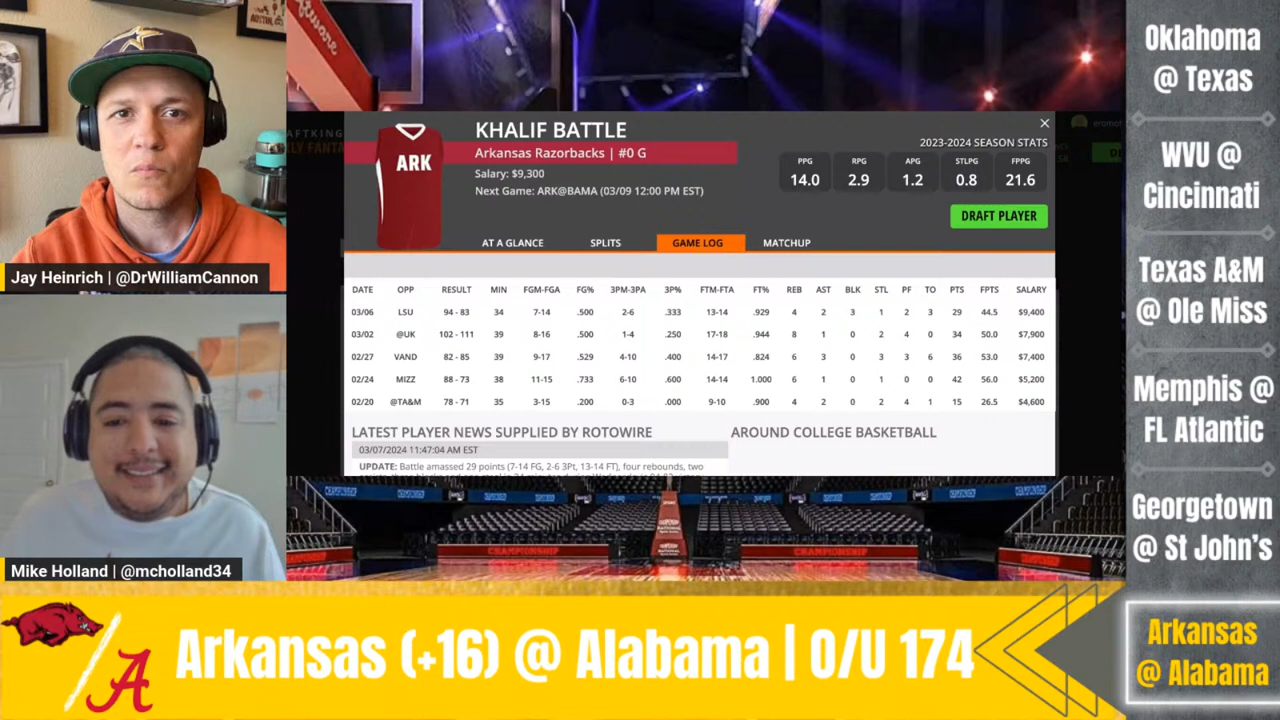 Jay Heinrich | @DrWilliamCannon
Mike Holland | @mcholland34
ARK
KHALIF BATTLE
Arkansas Razorbacks | #0 G
Salary: $9,300
Next Game: ARK@BAMA (03/09 12:00 PM EST)
2023-2024 SEASON STATS
PPG RPG APG STLPG FPPG
14.0 2.9 1.2 0.8 21.6
DRAFT PLAYER
AT A GLANCE SPLITS GAME LOG MATCHUP
DATE OPP RESULT MIN FGM-FGA FG% 3PM-3PA 3P% FTM-FTA FT% REB AST BLK STL PF TO PTS FPTS SALARY
03/06 LSU 94 - 83 34 7-14 .500 2-6 .333 13-14 .929 4 2 3 1 2 3 29 44.5 $9,400
03/02 @UK 102 - 111 39 8-16 .500 1-4 .250 17-18 .944 8 1 0 2 4 0 34 50.0 $7,900
02/27 VAND 82 - 85 39 9-17 .529 4-10 .400 14-17 .824 6 3 0 3 3 6 36 53.0 $7,400
02/24 MIZZ 88 - 73 38 11-15 .733 6-10 .600 14-14 1.000 6 1 0 1 0 0 42 56.0 $5,200
02/20 @TA&M 78 - 71 35 3-15 .200 0-3 .000 9-10 .900 4 2 0 2 4 1 15 26.5 $4,600
LATEST PLAYER NEWS SUPPLIED BY ROTOWIRE
AROUND COLLEGE BASKETBALL
03/07/2024 11:47:04 AM EST
UPDATE: Battle amassed 29 points (7-14 FG, 2-6 3Pt, 13-14 FT), four rebounds, two
CHAMPIONSHIP
CHAMPIONSHIP
Arkansas (+16) @ Alabama | O/U 174
Oklahoma
@ Texas
WVU @
Cincinnati
Texas A&M
@ Ole Miss
Memphis @
FL Atlantic
Georgetown
@ St John's
Arkansas
@ Alabama